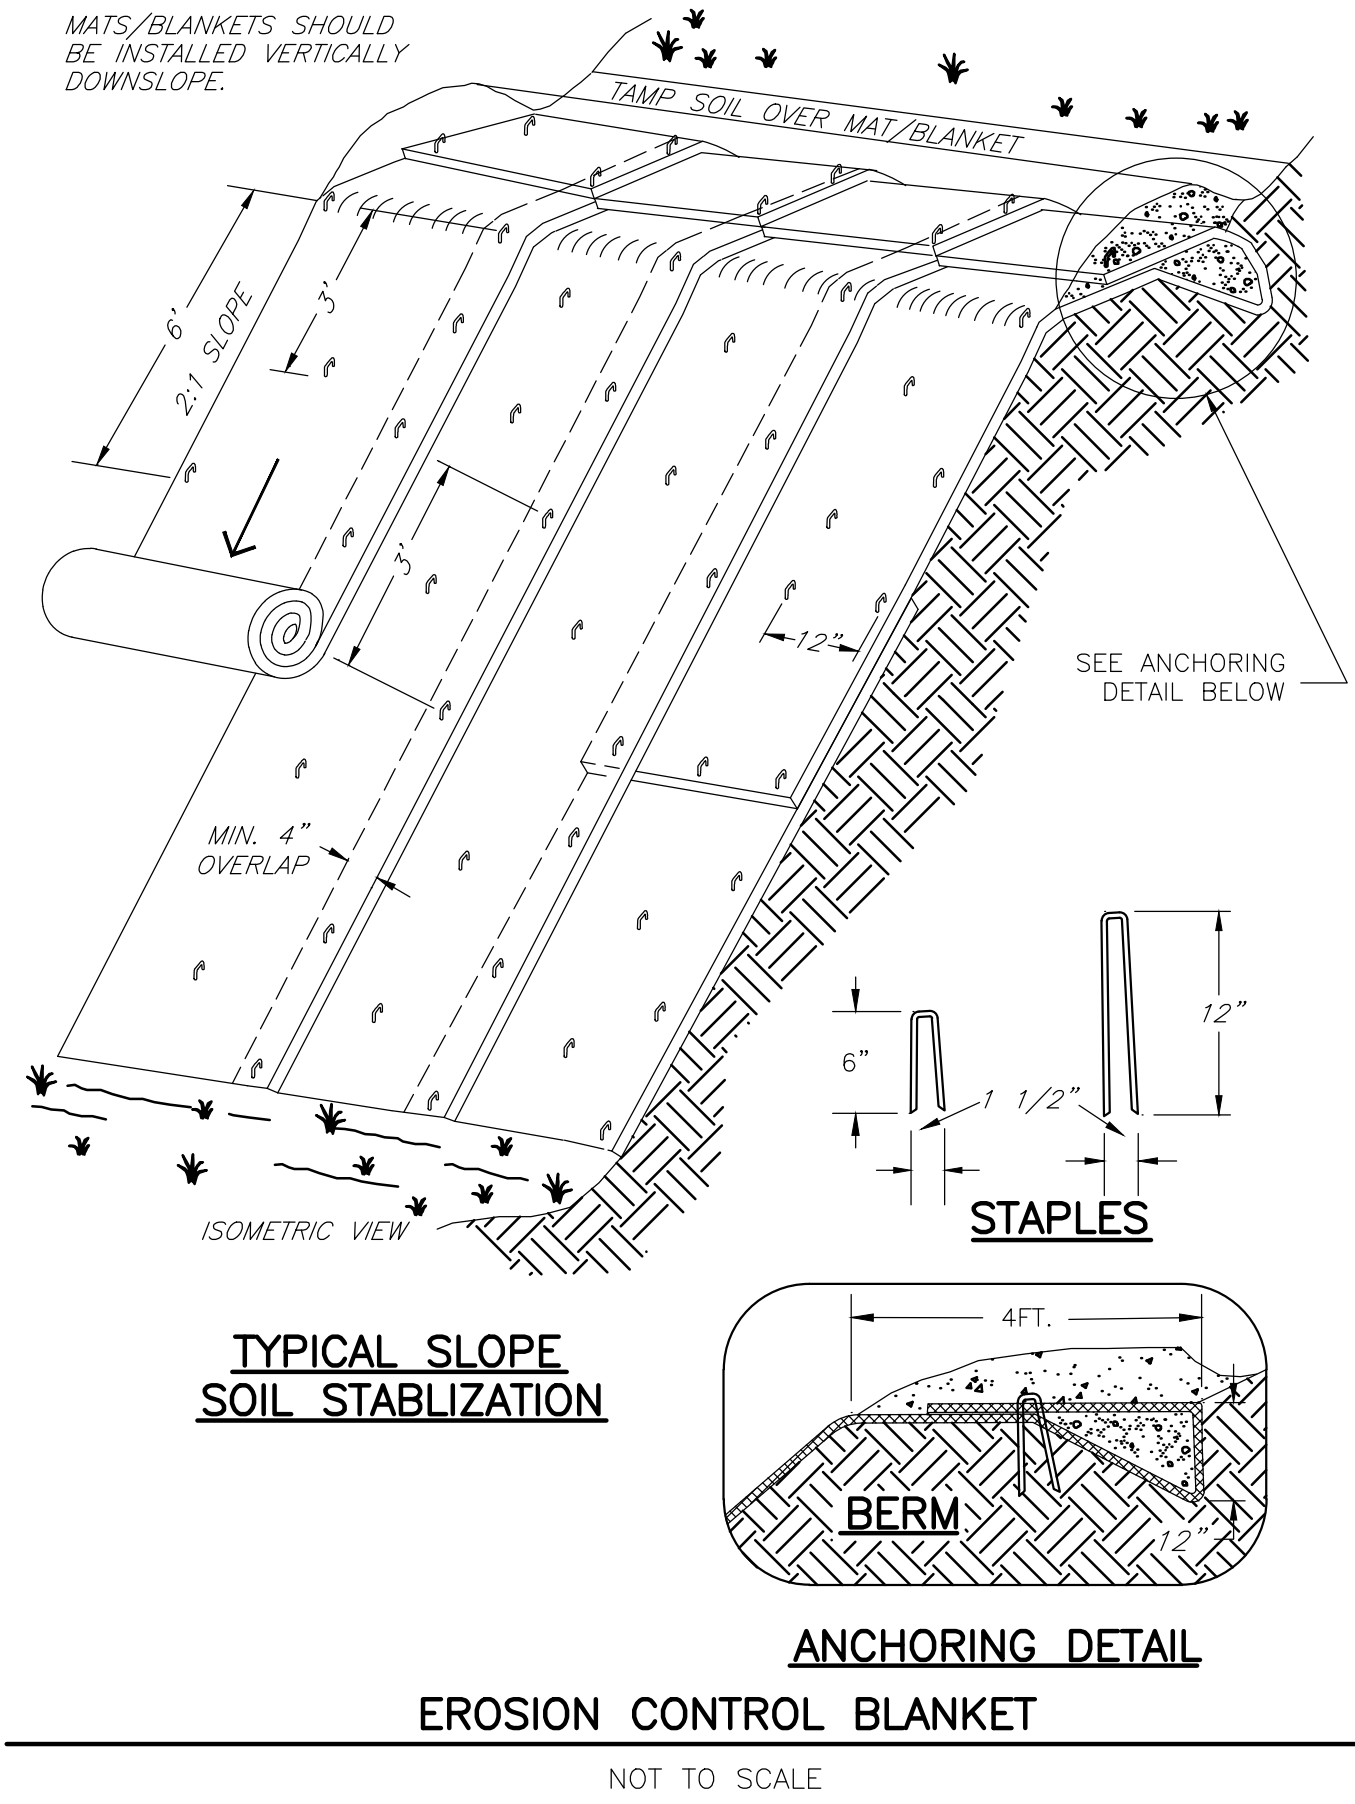 MATS/BLANKETS SHOULD
BE INSTALLED VERTICALLY
DOWNSLOPE.
TAMP SOIL OVER MAT/BLANKET
6'
2:1 SLOPE
3'
3'
12"
SEE ANCHORING
DETAIL BELOW
MIN. 4"
OVERLAP
6"
12"
1 1/2"
STAPLES
ISOMETRIC VIEW
TYPICAL SLOPE
SOIL STABLIZATION
4FT.
BERM
12"
ANCHORING DETAIL
EROSION CONTROL BLANKET
NOT TO SCALE